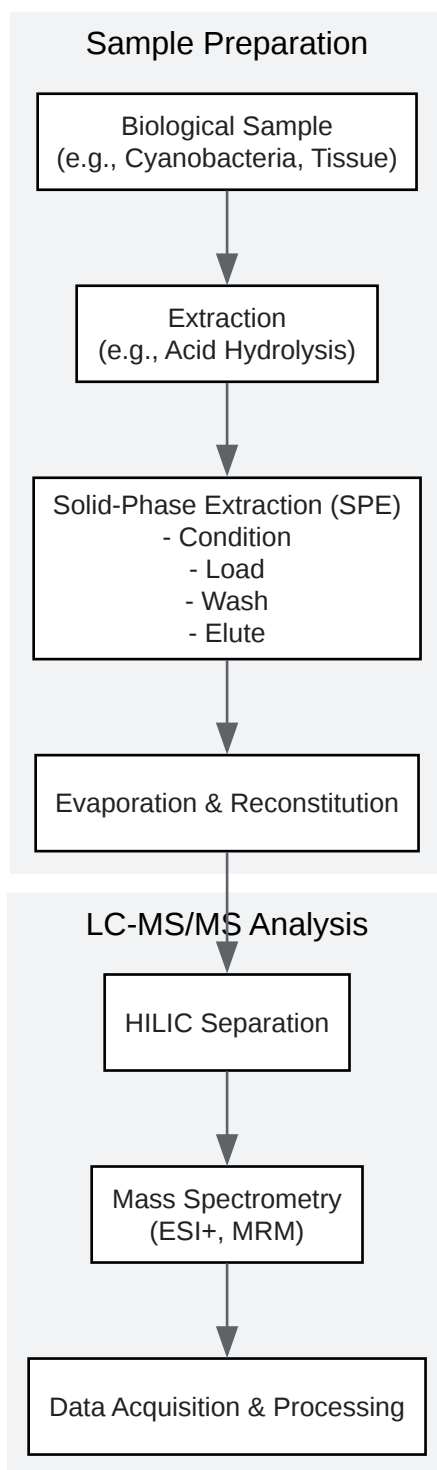 Sample Preparation
Biological Sample
(e.g., Cyanobacteria, Tissue)
Extraction
(e.g., Acid Hydrolysis)
Solid-Phase Extraction (SPE)
- Condition
- Load
- Wash
- Elute
Evaporation & Reconstitution
LC-MS/MS Analysis
HILIC Separation
Mass Spectrometry
(ESI+, MRM)
Data Acquisition & Processing